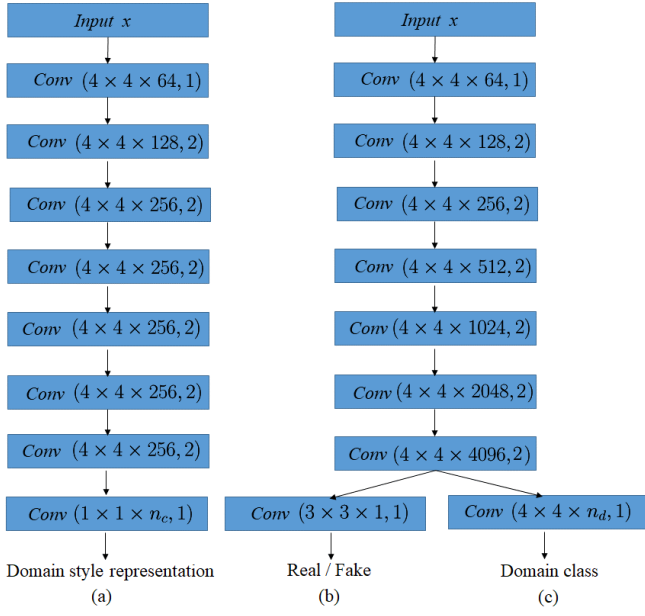 Input x
Conv (4 × 4 × 64, 1)
Conv (4 × 4 × 128, 2)
Conv (4 × 4 × 256, 2)
Conv (4 × 4 × 256, 2)
Conv (4 × 4 × 256, 2)
Conv (4 × 4 × 256, 2)
Conv (4 × 4 × 256, 2)
Conv (1 × 1 × n_c, 1)
Domain style representation
(a)
Input x
Conv (4 × 4 × 64, 1)
Conv (4 × 4 × 128, 2)
Conv (4 × 4 × 256, 2)
Conv (4 × 4 × 512, 2)
Conv (4 × 4 × 1024, 2)
Conv (4 × 4 × 2048, 2)
Conv (4 × 4 × 4096, 2)
Conv (3 × 3 × 1, 1)
Real / Fake
(b)
Conv (4 × 4 × n_d, 1)
Domain class
(c)